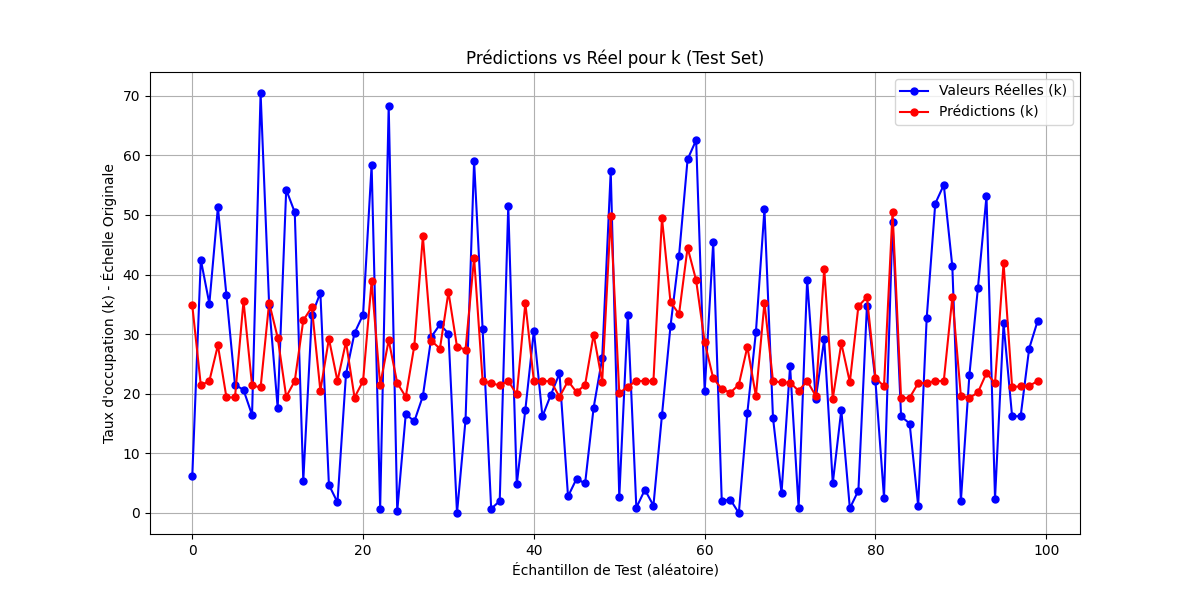 Prédictions vs Réel pour k (Test Set)
Valeurs Réelles (k)
Prédictions (k)
Taux d'occupation (k) - Échelle Originale
70
60
50
40
30
20
10
0
0 20 40 60 80 100
Échantillon de Test (aléatoire)